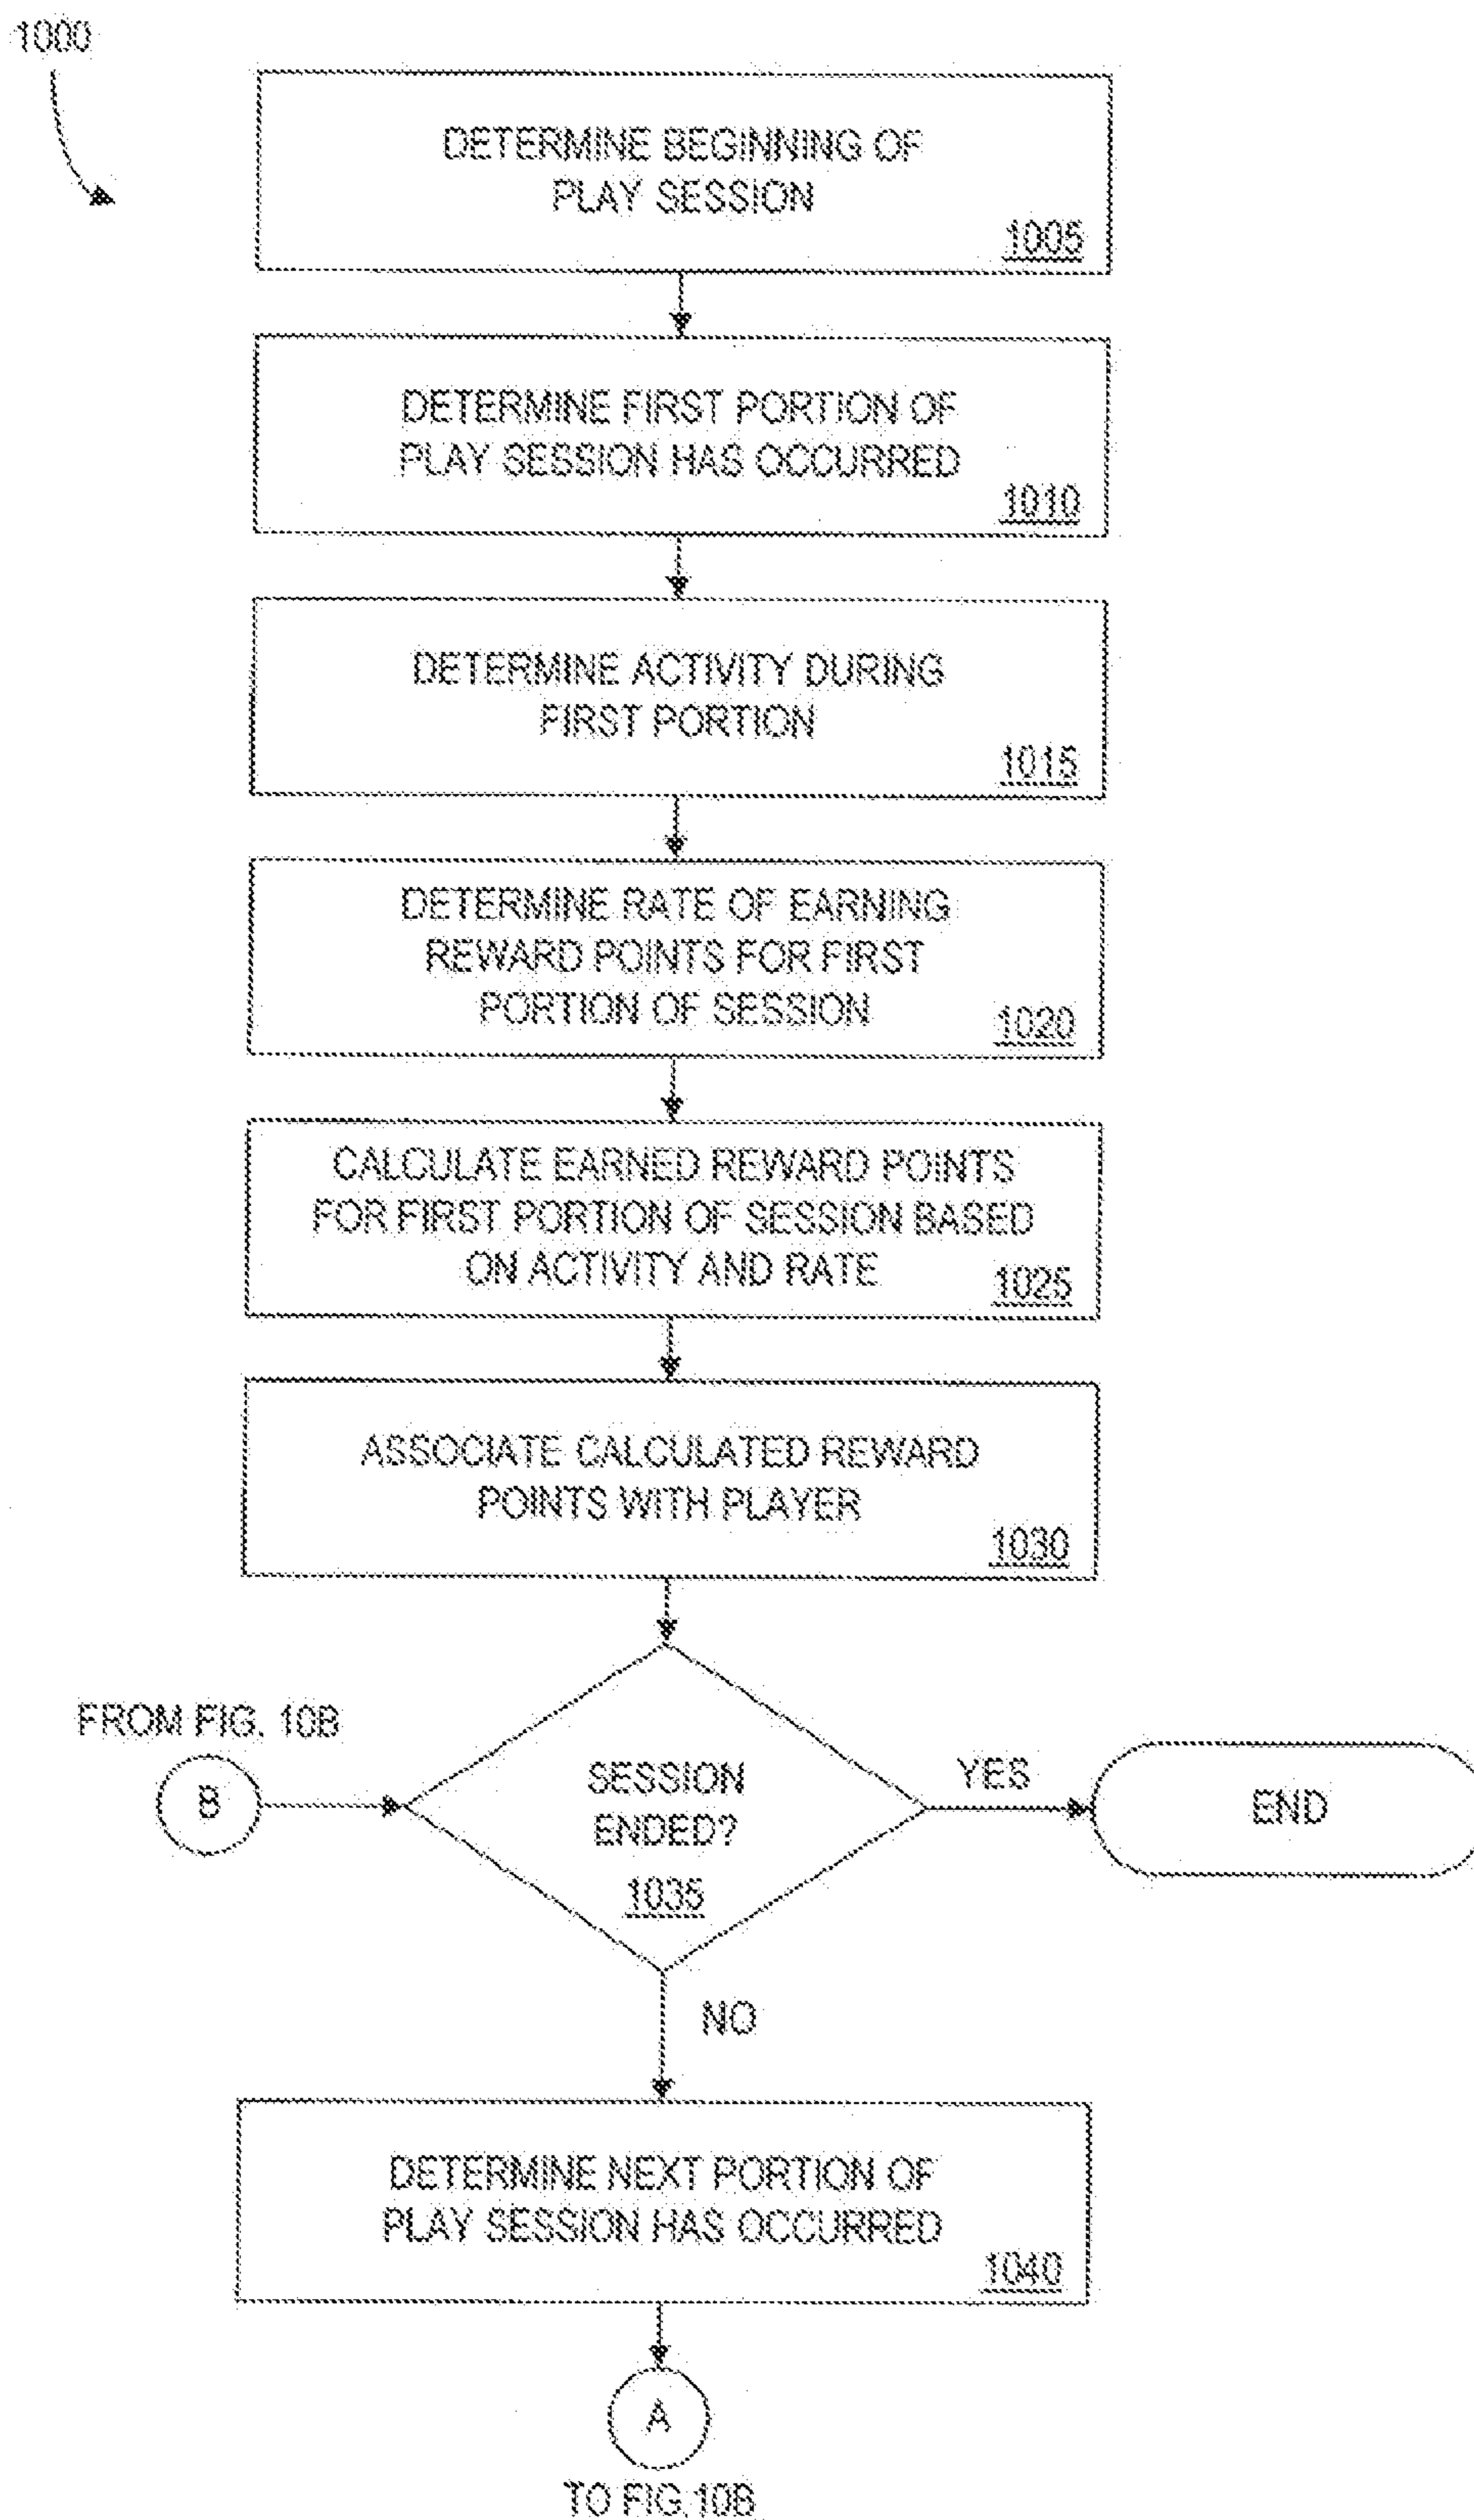 1000
DETERMINE BEGINNING OF
PLAY SESSION
1005
DETERMINE FIRST PORTION OF
PLAY SESSION HAS OCCURRED
1010
DETERMINE ACTIVITY DURING
FIRST PORTION
1015
DETERMINE RATE OF EARNING
REWARD POINTS FOR FIRST
PORTION OF SESSION
1020
CALCULATE EARNED REWARD POINTS
FOR FIRST PORTION OF SESSION BASED
ON ACTIVITY AND RATE
1025
ASSOCIATE CALCULATED REWARD
POINTS WITH PLAYER
1030
FROM FIG. 10B
B
SESSION
ENDED?
1035
YES
END
NO
DETERMINE NEXT PORTION OF
PLAY SESSION HAS OCCURRED
1040
A
TO FIG.10B